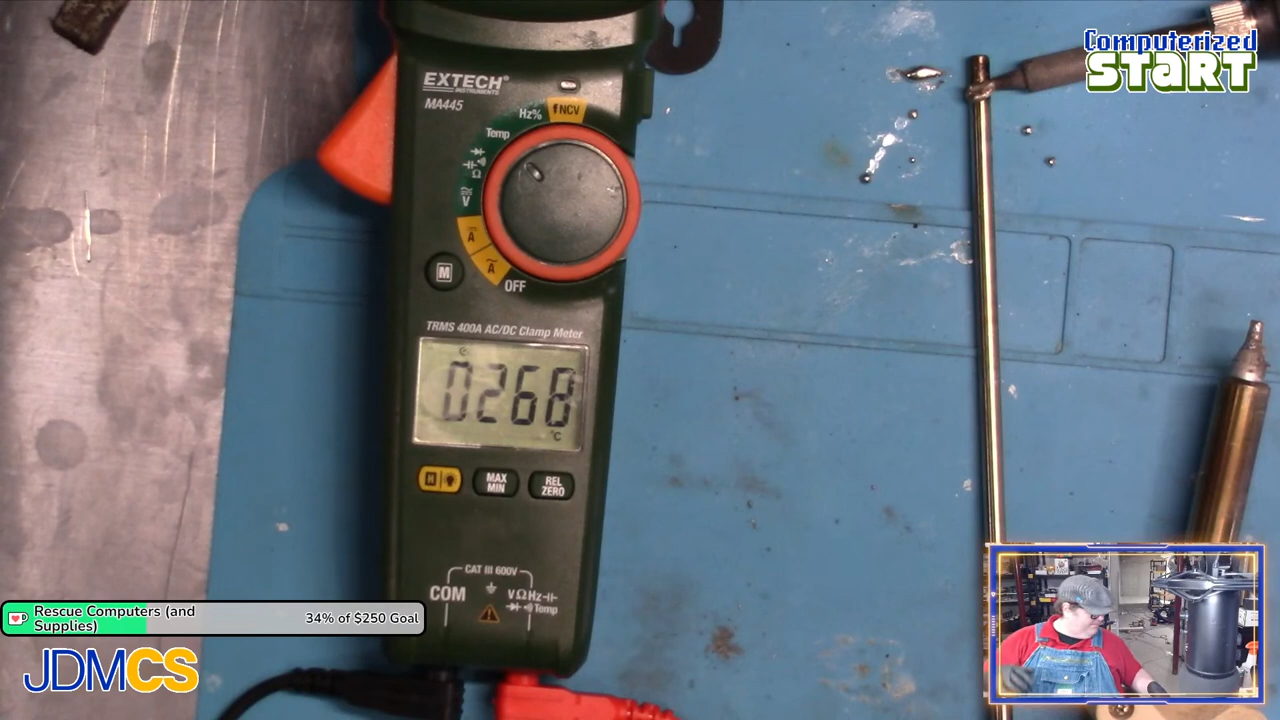 Computerized
START
EXTECH®
INSTRUMENTS
MA445
NCV
Hz%
Temp
Ω
V
A
A
OFF
M
TRMS 400A AC/DC Clamp Meter
0268
°C
H
MAX
MIN
REL
ZERO
CAT III 600V
COM
VΩHz
Temp
Rescue Computers (and
Supplies)
34% of $250 Goal
JDMCS